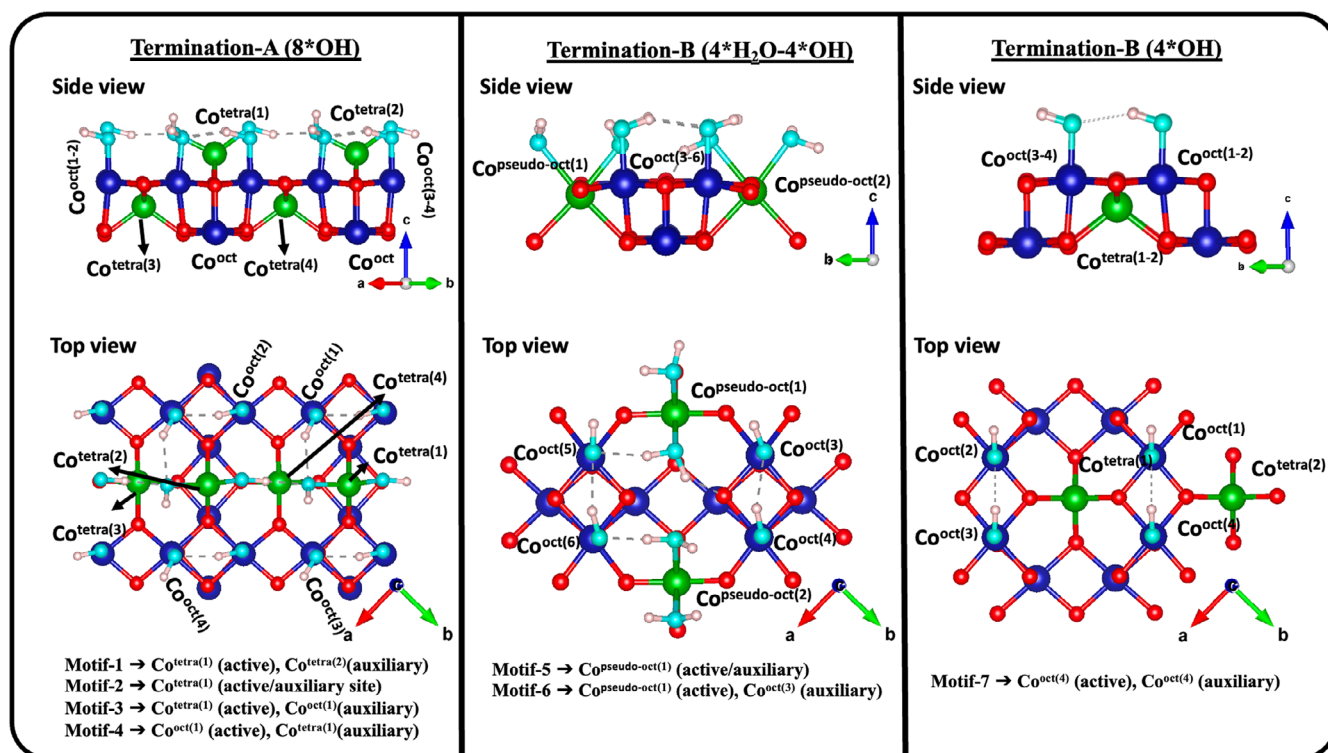 Termination-A (8*OH)
Side view
Co^tetra(1)
Co^tetra(2)
Co^oct(1-2)
Co^oct(3-4)
Co^tetra(3)
Co^oct
Co^tetra(4)
Co^oct
c
a
b
Top view
Co^oct(2)
Co^oct(1)
Co^tetra(4)
Co^tetra(2)
Co^tetra(1)
Co^tetra(3)
Co^oct(4)
Co^oct(3)
c
a
b
Motif-1 ➔ Co^tetra(1) (active), Co^tetra(2)(auxiliary)
Motif-2 ➔ Co^tetra(1) (active/auxiliary site)
Motif-3 ➔ Co^tetra(1) (active), Co^oct(1)(auxiliary)
Motif-4 ➔ Co^oct(1) (active), Co^tetra(1)(auxiliary)
Termination-B (4*H₂O-4*OH)
Side view
Co^pseudo-oct(1)
Co^oct(3-6)
Co^pseudo-oct(2)
c
b
Top view
Co^pseudo-oct(1)
Co^oct(5)
Co^oct(3)
Co^oct(6)
Co^oct(4)
Co^pseudo-oct(2)
c
a
b
Motif-5 ➔ Co^pseudo-oct(1) (active/auxiliary)
Motif-6 ➔ Co^pseudo-oct(1) (active), Co^oct(3) (auxiliary)
Termination-B (4*OH)
Side view
Co^oct(3-4)
Co^oct(1-2)
Co^tetra(1-2)
c
b
Top view
Co^oct(2)
Co^oct(1)
Co^tetra(1)
Co^tetra(2)
Co^oct(3)
Co^oct(4)
c
a
b
Motif-7 ➔ Co^oct(4) (active), Co^oct(4) (auxiliary)